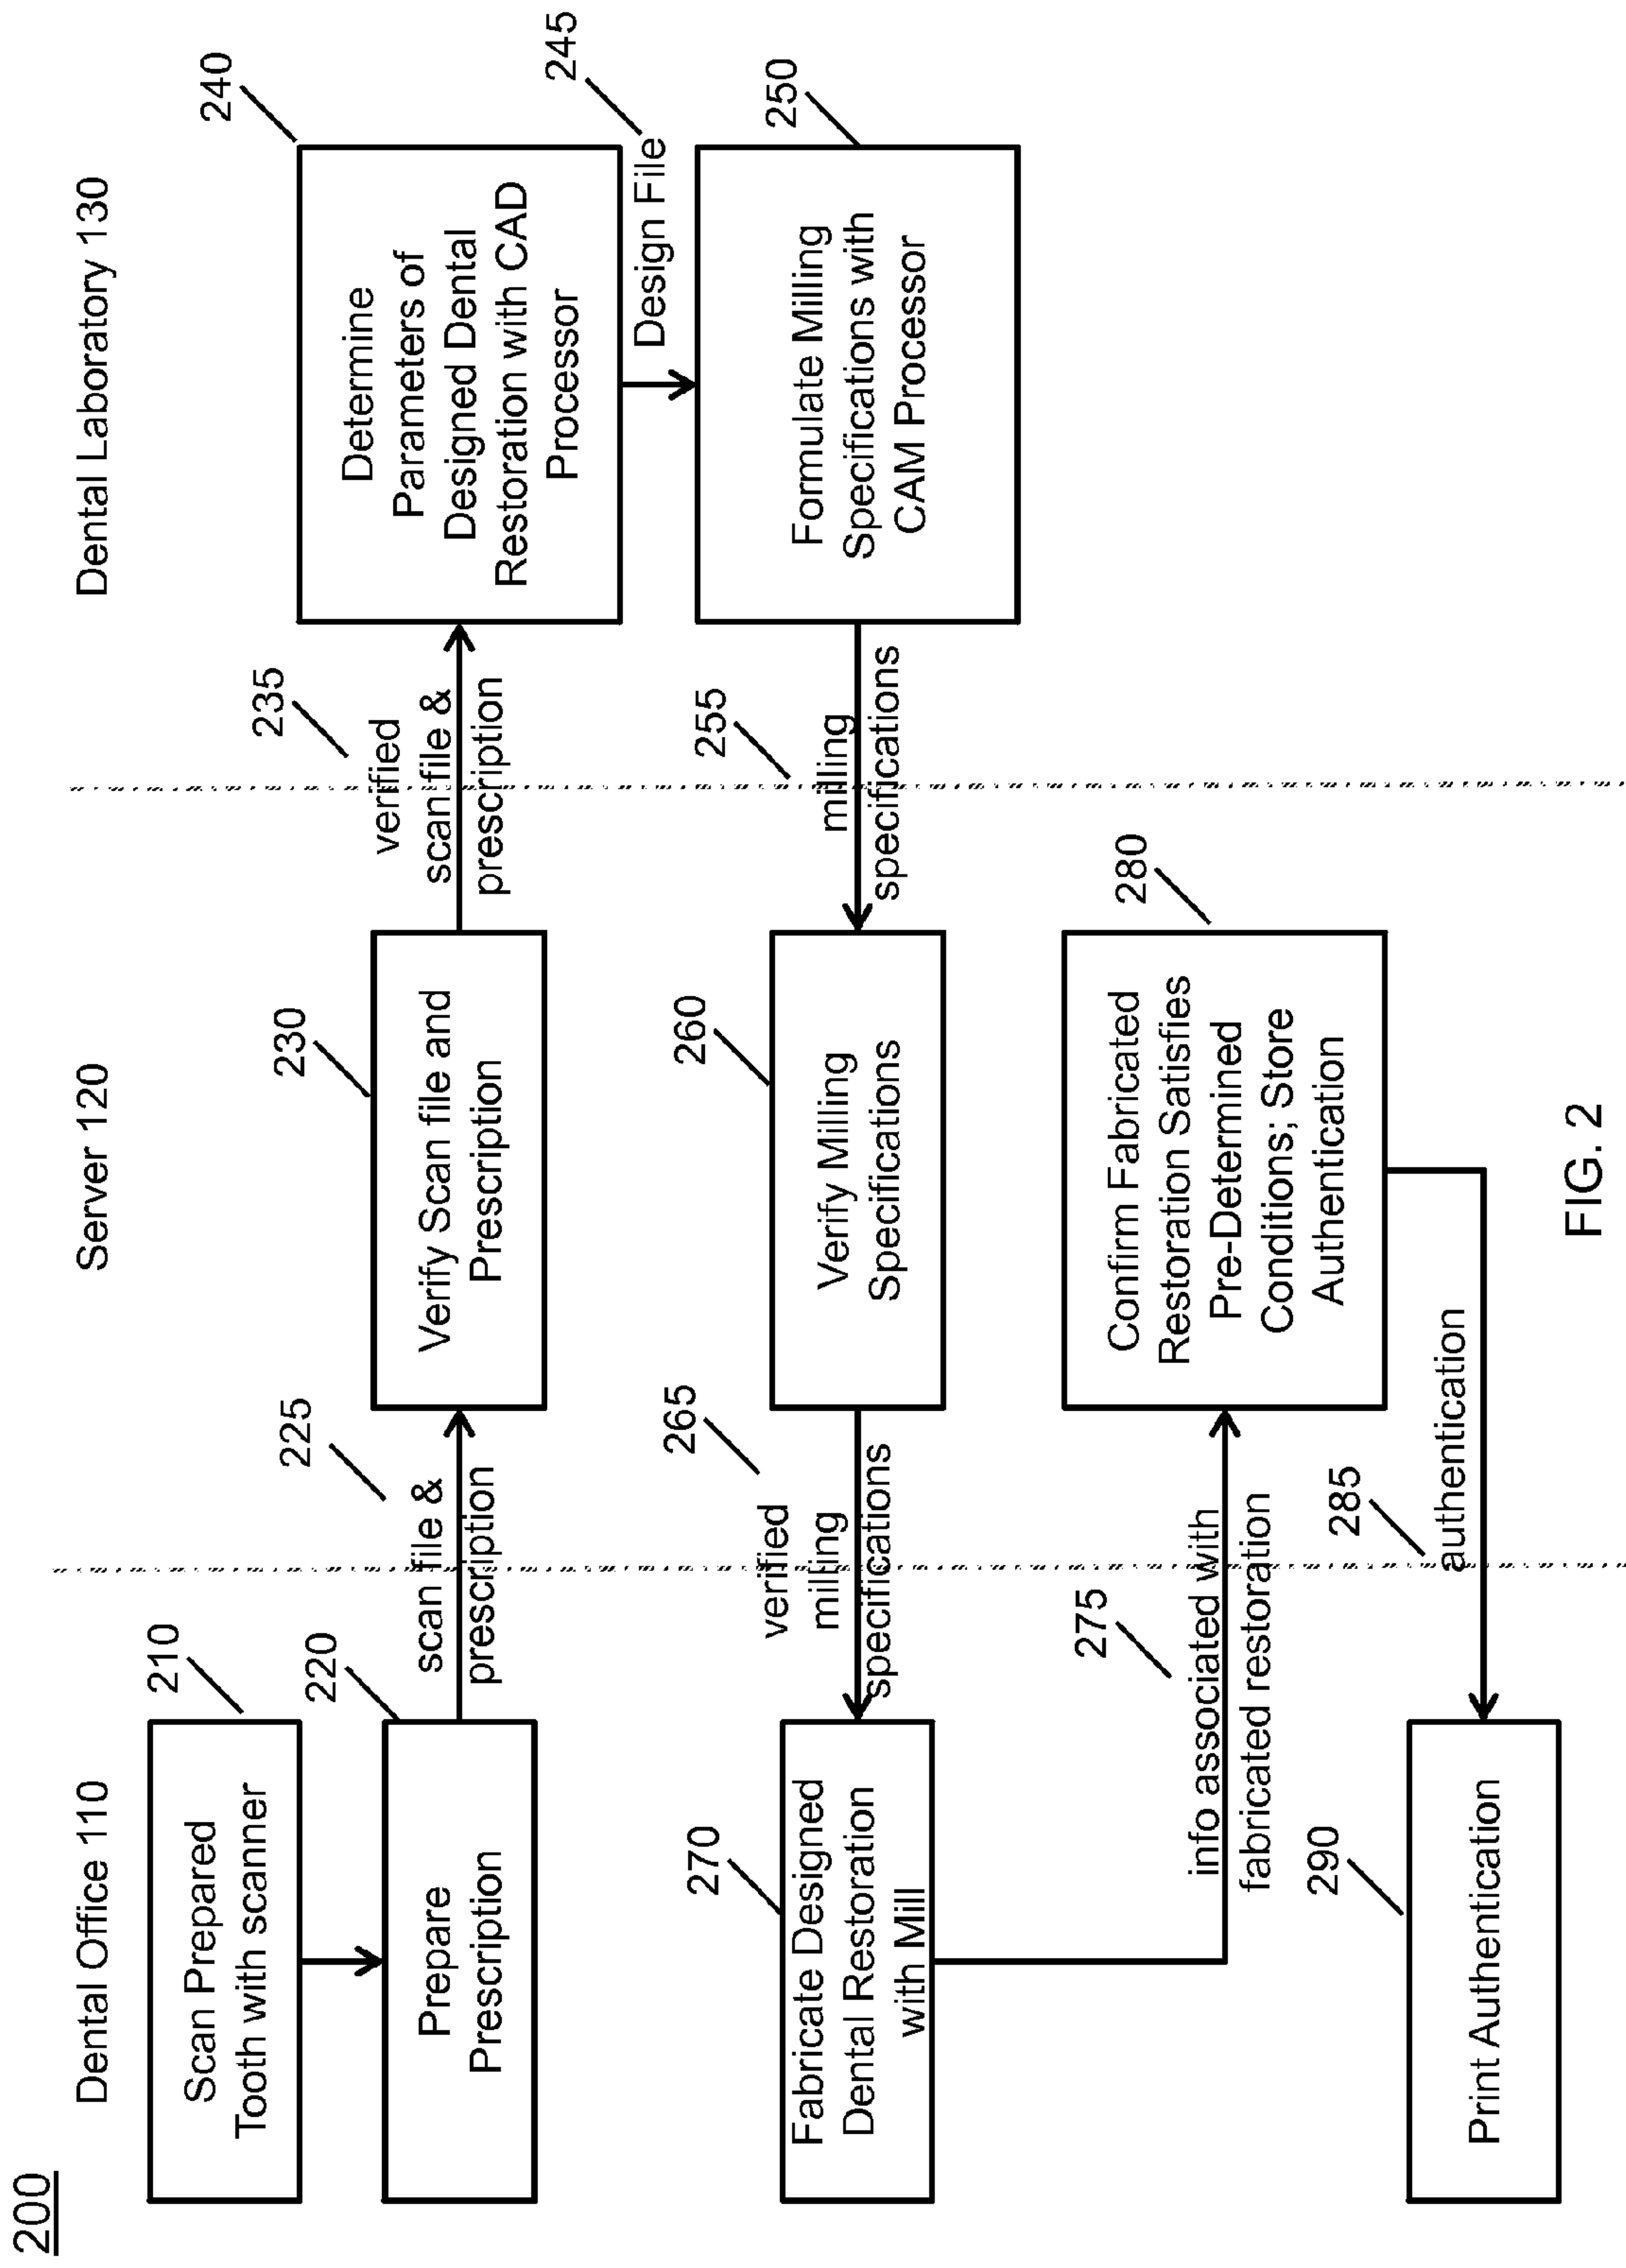 200
Dental Office 110
Server 120
Dental Laboratory 130
210
Scan Prepared
Tooth with scanner
220
Prepare
Prescription
225
scan file &
prescription
230
Verify Scan file and
Prescription
235
verified
scan file &
prescription
240
Determine
Parameters of
Designed Dental
Restoration with CAD
Processor
245
Design File
250
Formulate Milling
Specifications with
CAM Processor
255
milling
specifications
260
Verify Milling
Specifications
265
verified
milling
specifications
270
Fabricate Designed
Dental Restoration
with Mill
275
info associated with
fabricated restoration
280
Confirm Fabricated
Restoration Satisfies
Pre-Determined
Conditions; Store
Authentication
285
authentication
290
Print Authentication
FIG. 2